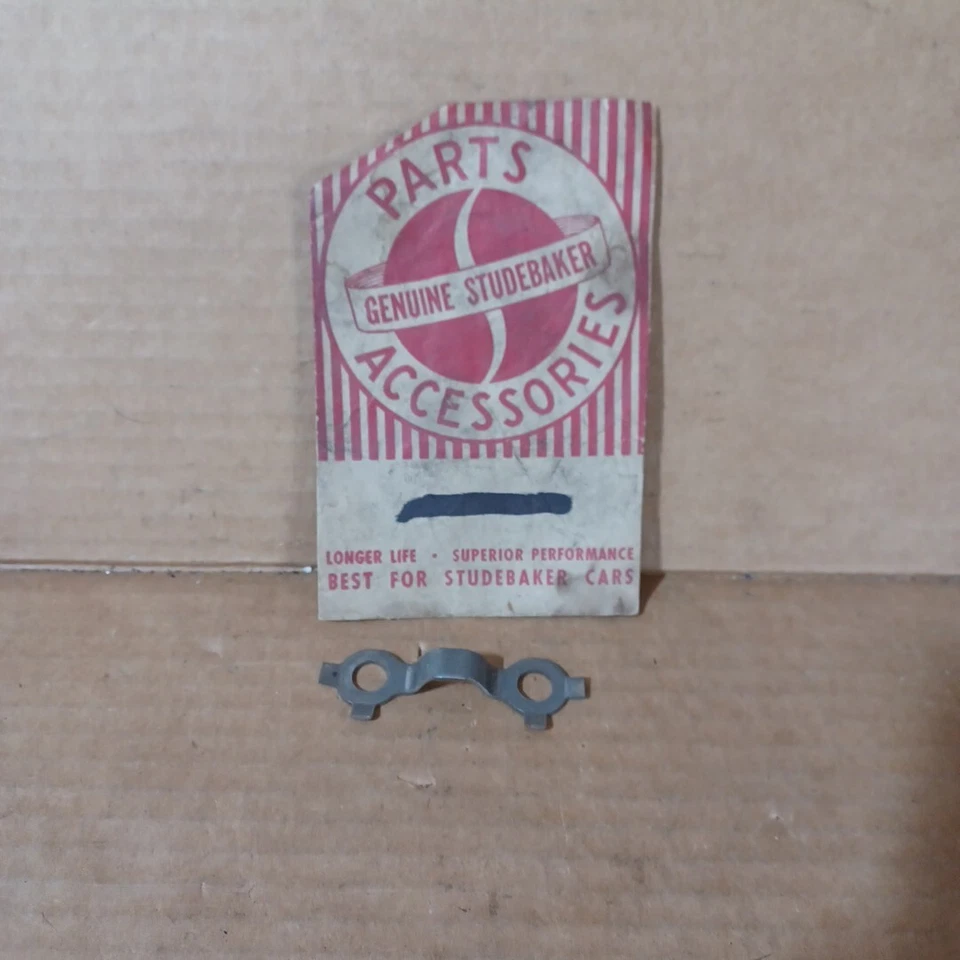 PARTS
GENUINE STUDEBAKER
ACCESSORIES
LONGER LIFE • SUPERIOR PERFORMANCE
BEST FOR STUDEBAKER CARS